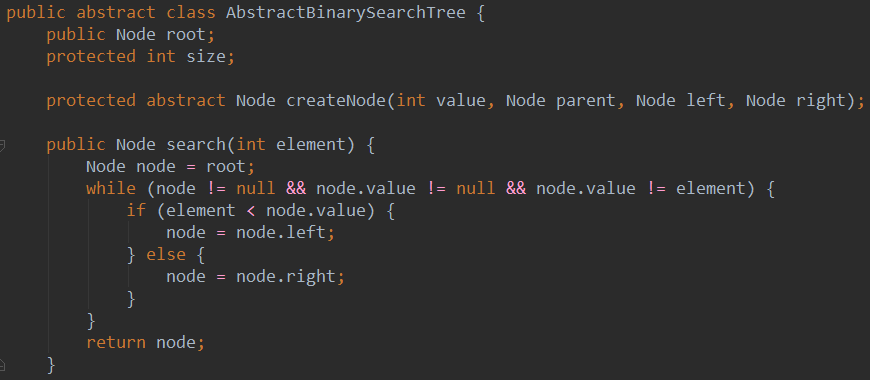 public abstract class AbstractBinarySearchTree {
    public Node root;
    protected int size;

    protected abstract Node createNode(int value, Node parent, Node left, Node right);

    public Node search(int element) {
        Node node = root;
        while (node != null && node.value != null && node.value != element) {
            if (element < node.value) {
                node = node.left;
            } else {
                node = node.right;
            }
        }
        return node;
    }